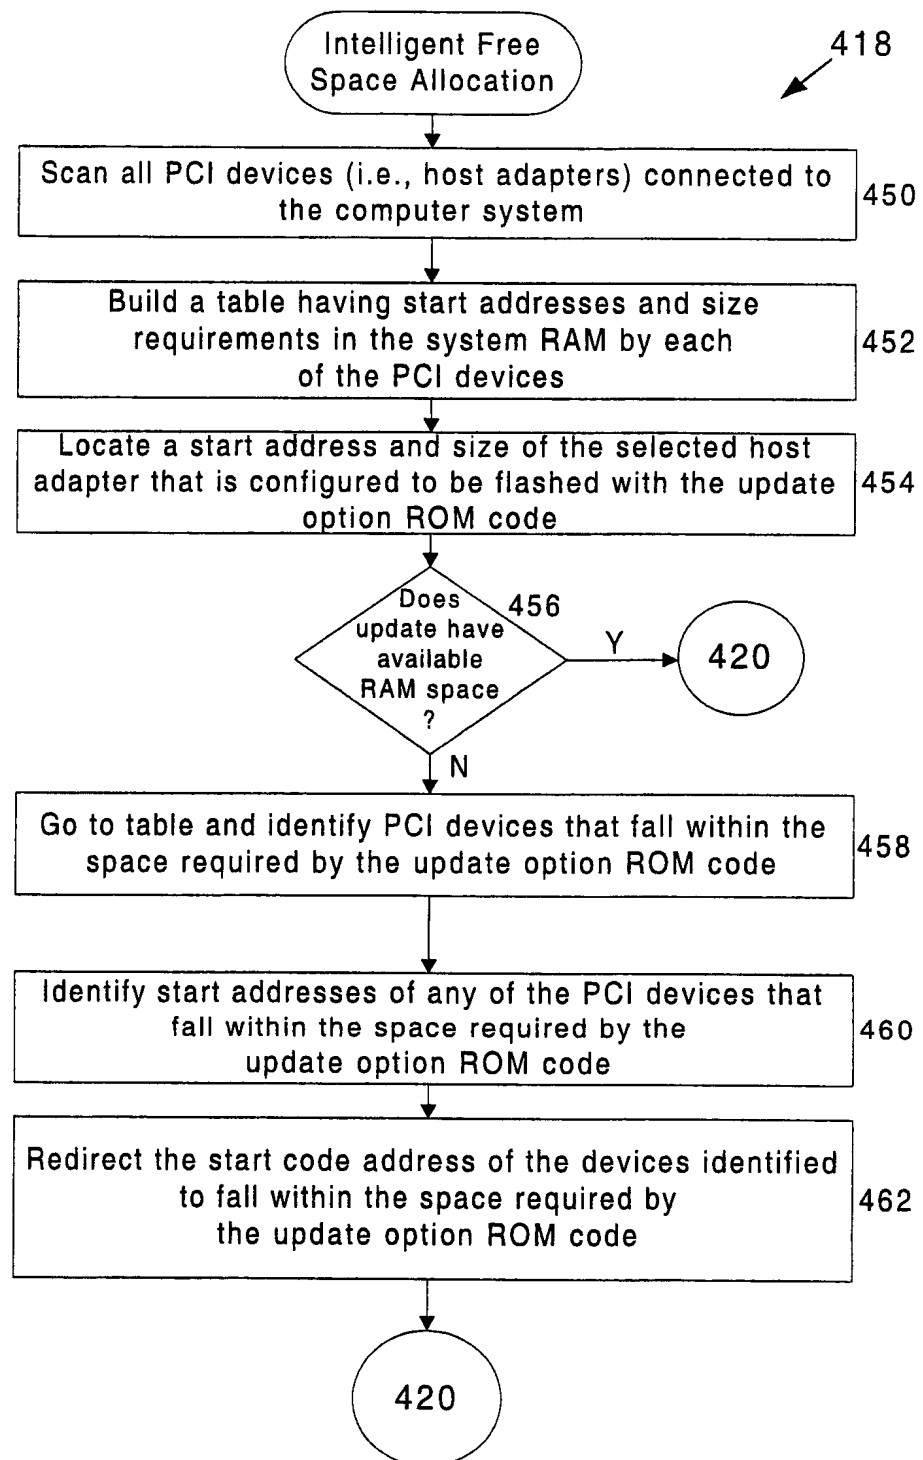 Intelligent Free
Space Allocation
418
Scan all PCI devices (i.e., host adapters) connected to
the computer system
450
Build a table having start addresses and size
requirements in the system RAM by each
of the PCI devices
452
Locate a start address and size of the selected host
adapter that is configured to be flashed with the update
option ROM code
454
Does
update have
available
RAM space
?
456
Y
420
N
Go to table and identify PCI devices that fall within the
space required by the update option ROM code
458
Identify start addresses of any of the PCI devices that
fall within the space required by the
update option ROM code
460
Redirect the start code address of the devices identified
to fall within the space required by
the update option ROM code
462
420